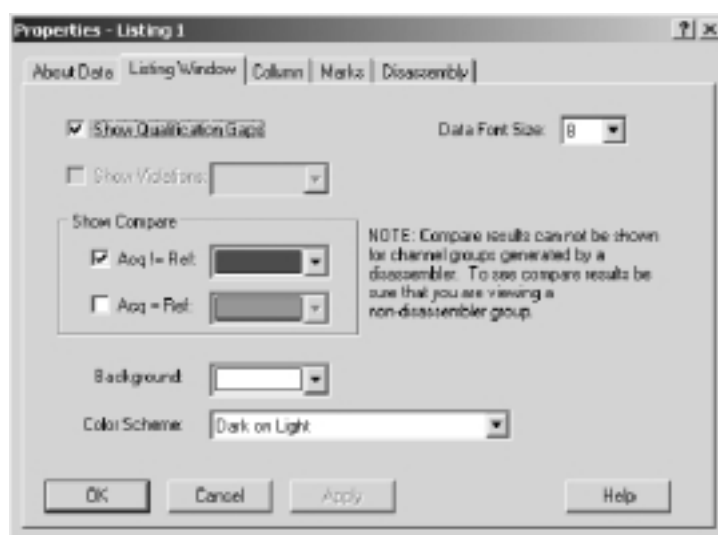 Properties - Listing 1
About Data Listing Window Column Marks Disassembly
Show Qualification Gaps
Data Font Size: 8
Show Violations:
Show Compare
Acq != Ref:
Acq = Ref:
NOTE: Compare results can not be shown
for channel groups generated by a
disassembler. To see compare results be
sure that you are viewing a
non-disassembler group.
Background:
Color Scheme: Dark on Light
OK Cancel Apply Help